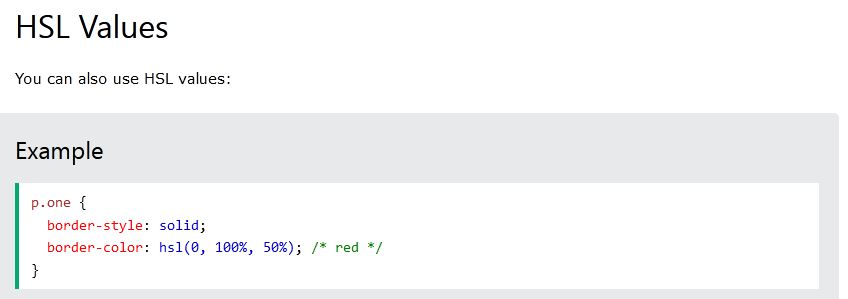 HSL Values
You can also use HSL values:
Example
p.one {
  border-style: solid;
  border-color: hsl(0, 100%, 50%); /* red */
}